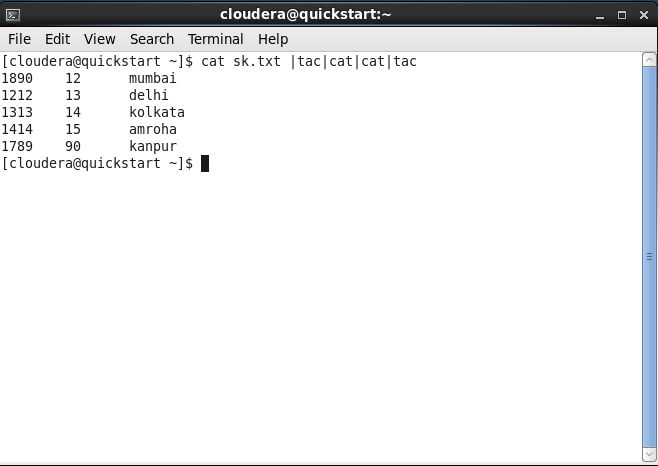 cloudera@quickstart:~
File Edit View Search Terminal Help
[cloudera@quickstart ~]$ cat sk.txt |tac|cat|cat|tac
1890    12      mumbai
1212    13      delhi
1313    14      kolkata
1414    15      amroha
1789    90      kanpur
[cloudera@quickstart ~]$